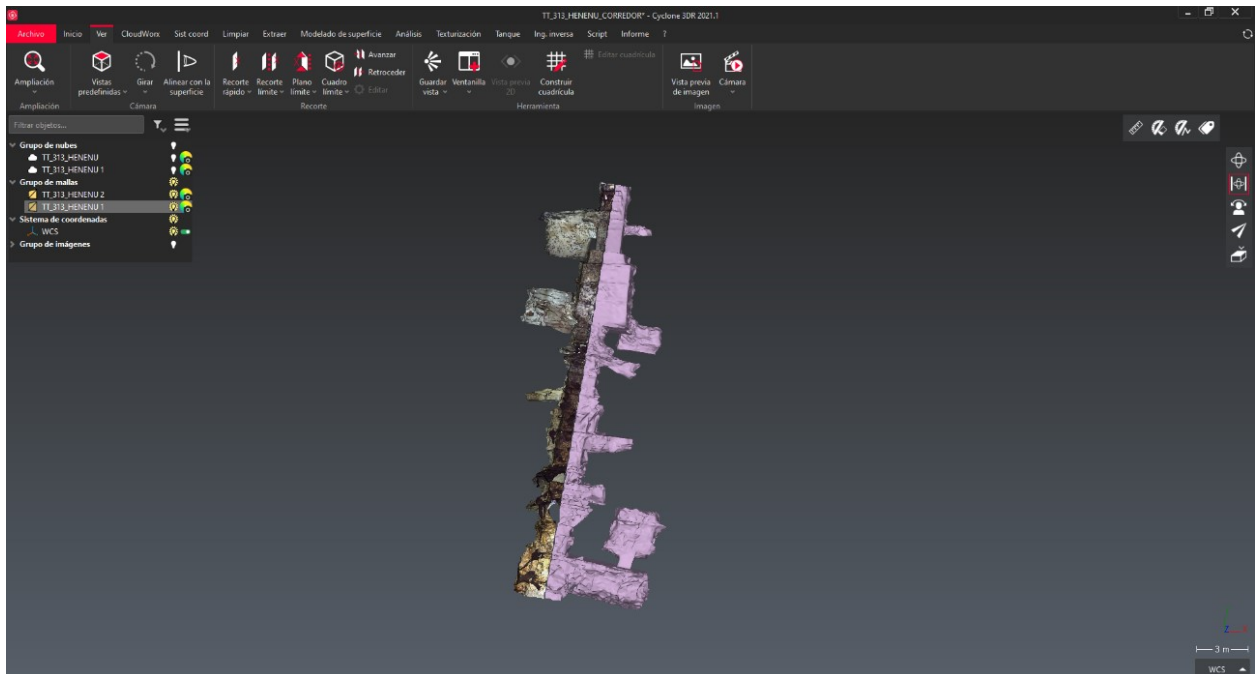 TT_313_HENENU_CORREDOR* - Cyclone 3DR 2021.1
Archivo Inicio Ver CloudWorx Sist coord Limpiar Extraer Modelado de superficie Análisis Texturización Tanque Ing. inversa Script Informe ?
Ampliación
Vistas predefinidas
Girar
Alinear con la superficie
Recorte rápido
Recorte límite
Plano límite
Cuadro límite
Avanzar
Retroceder
Editar
Guardar vista
Ventanilla
Vista previa 2D
Construir cuadrícula
Editar cuadrícula
Vista previa de imagen
Cámara
Ampliación Cámara Recorte Herramienta Imagen
Filtrar objetos...
Grupo de nubes
TT_313_HENENU
TT_313_HENENU 1
Grupo de mallas
TT_313_HENENU 2
TT_313_HENENU 1
Sistema de coordenadas
WCS
Grupo de imágenes
Z
3 m
WCS